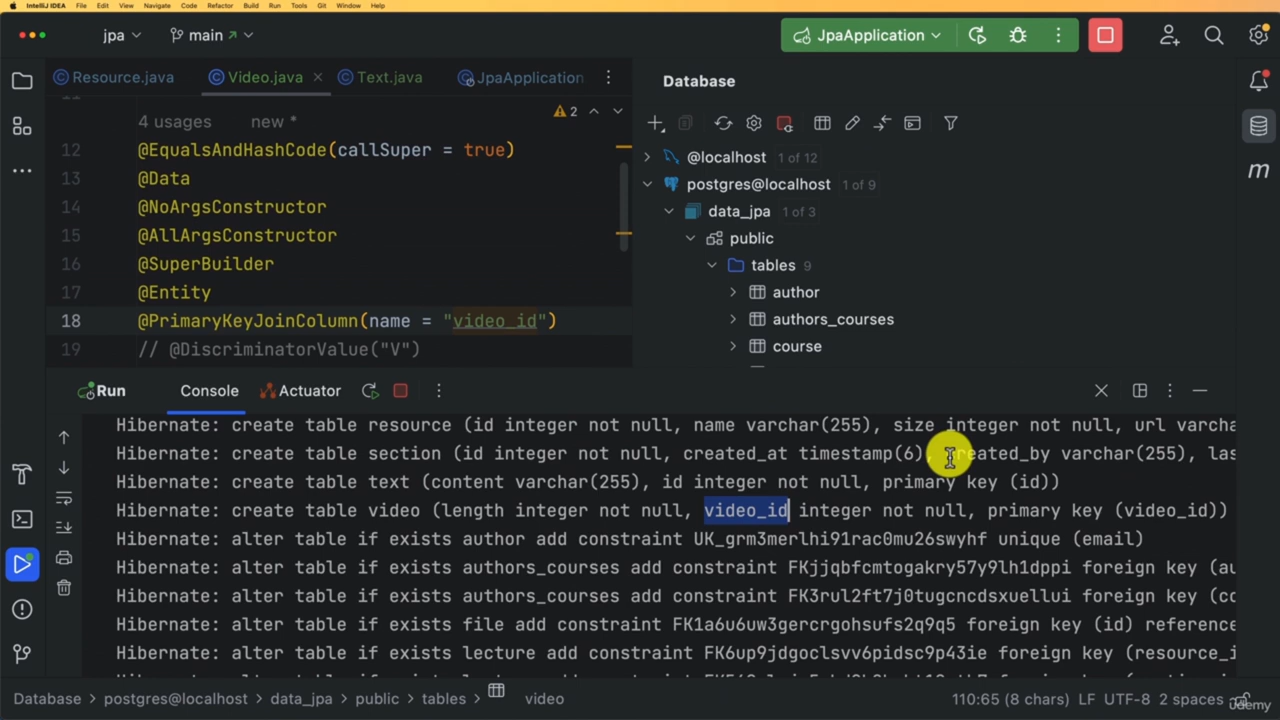 IntelliJ IDEA File Edit View Navigate Code Refactor Build Run Tools Git Window Help
jpa main JpaApplication
Resource.java Video.java Text.java JpaApplication
Database
4 usages new *
2
12 @EqualsAndHashCode(callSuper = true)
13 @Data
14 @NoArgsConstructor
15 @AllArgsConstructor
16 @SuperBuilder
17 @Entity
18 @PrimaryKeyJoinColumn(name = "video_id")
19 // @DiscriminatorValue("V")
@localhost 1 of 12
postgres@localhost 1 of 9
data_jpa 1 of 3
public
tables 9
author
authors_courses
course
m
Run Console Actuator
Hibernate: create table resource (id integer not null, name varchar(255), size integer not null, url varcha
Hibernate: create table section (id integer not null, created_at timestamp(6), created_by varchar(255), las
Hibernate: create table text (content varchar(255), id integer not null, primary key (id))
Hibernate: create table video (length integer not null, video_id integer not null, primary key (video_id))
Hibernate: alter table if exists author add constraint UK_grm3merlhi91rac0mu26swyhf unique (email)
Hibernate: alter table if exists authors_courses add constraint FKjjqbfcmtogakry57y9lh1dppi foreign key (au
Hibernate: alter table if exists authors_courses add constraint FK3rul2ft7j0tugcncdsxuellui foreign key (co
Hibernate: alter table if exists file add constraint FK1a6u6uw3gercrgohsufs2q9q5 foreign key (id) reference
Hibernate: alter table if exists lecture add constraint FK6up9jdgoclsvv6pidsc9p43ie foreign key (resource_i
Database postgres@localhost data_jpa public tables video 110:65 (8 chars) LF UTF-8 2 spaces
udemy